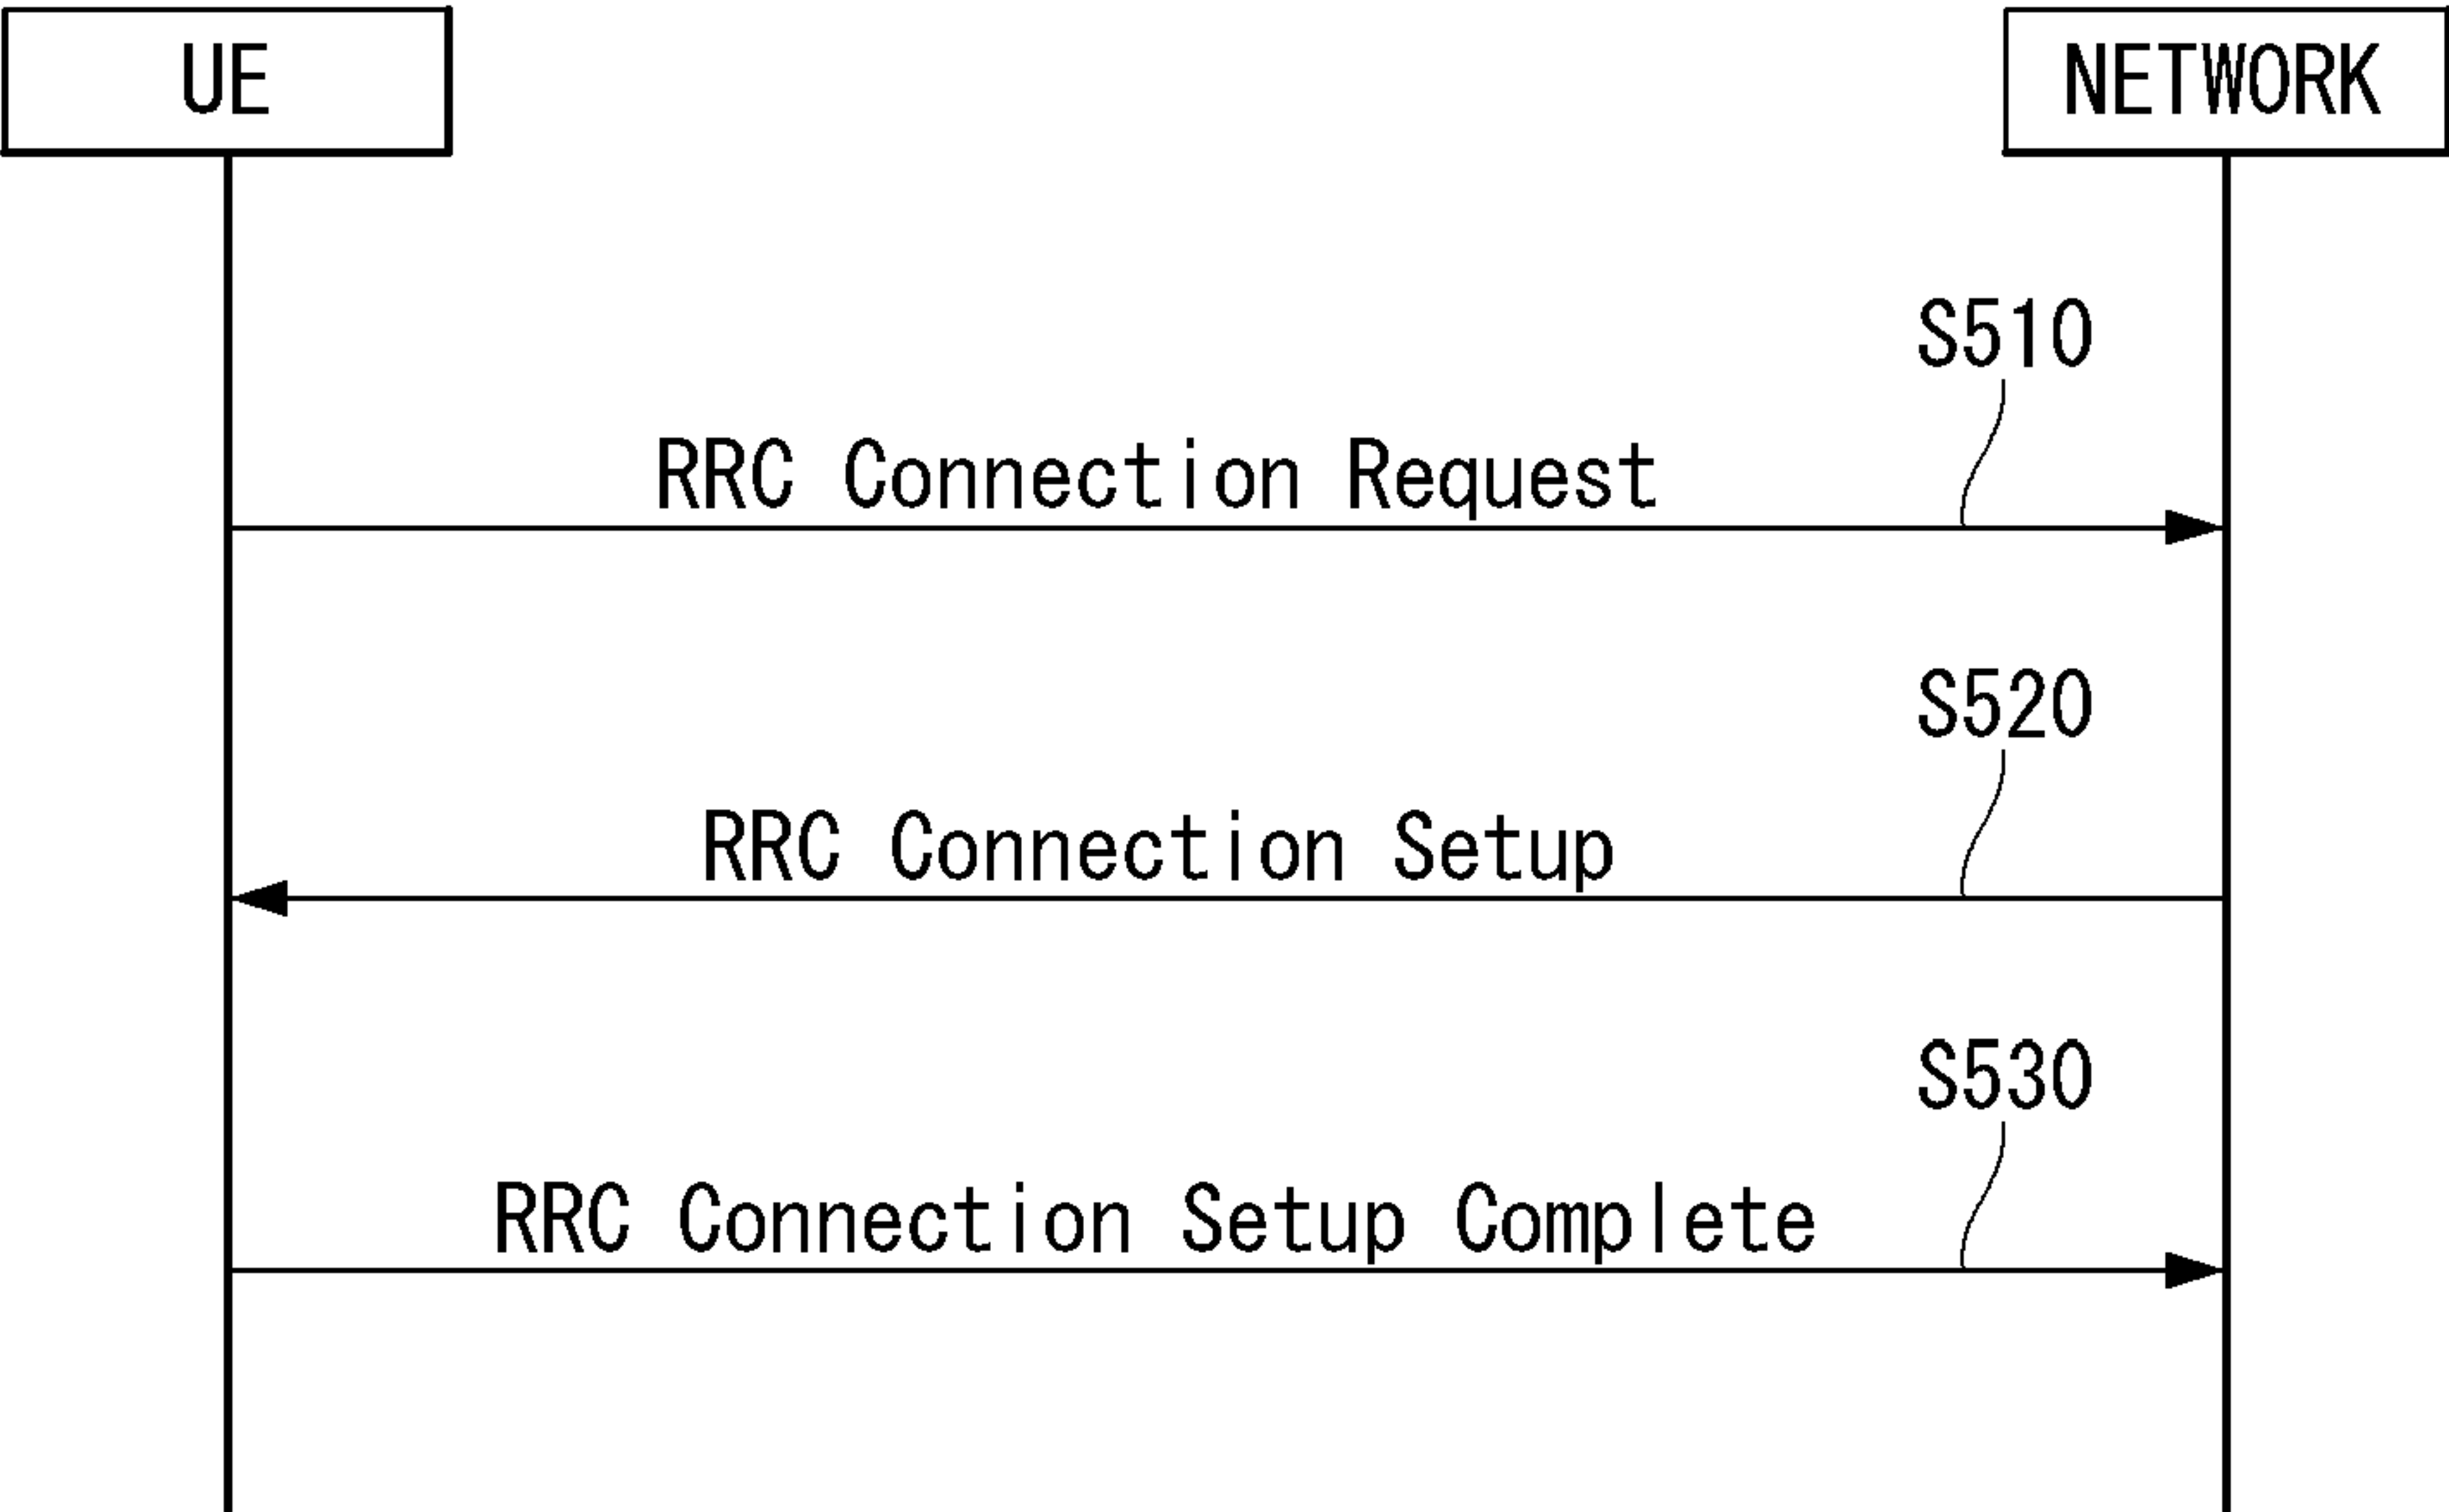 UE
NETWORK
S510
RRC Connection Request
S520
RRC Connection Setup
S530
RRC Connection Setup Complete